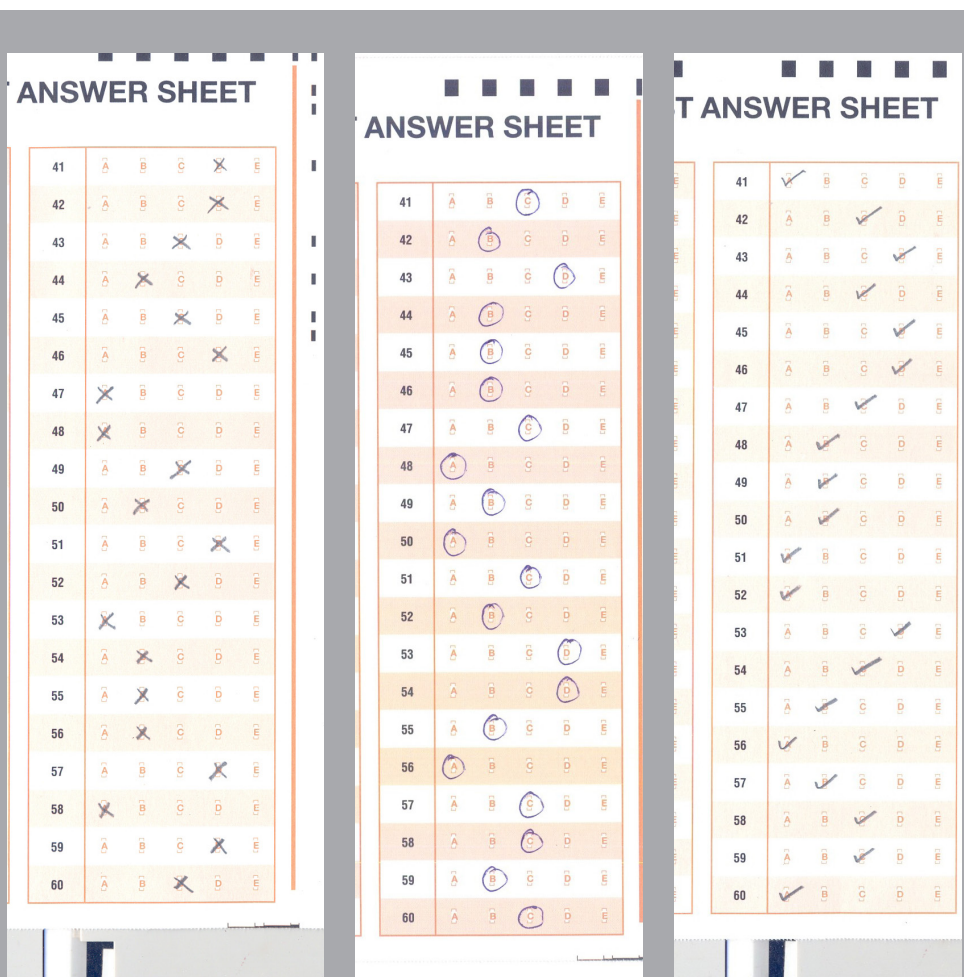 ANSWER SHEET
41 A B C D E
42 A B C D E
43 A B C D E
44 A B C D E
45 A B C D E
46 A B C D E
47 A B C D E
48 A B C D E
49 A B C D E
50 A B C D E
51 A B C D E
52 A B C D E
53 A B C D E
54 A B C D E
55 A B C D E
56 A B C D E
57 A B C D E
58 A B C D E
59 A B C D E
60 A B C D E
ANSWER SHEET
41 A B C D E
42 A B C D E
43 A B C D E
44 A B C D E
45 A B C D E
46 A B C D E
47 A B C D E
48 A B C D E
49 A B C D E
50 A B C D E
51 A B C D E
52 A B C D E
53 A B C D E
54 A B C D E
55 A B C D E
56 A B C D E
57 A B C D E
58 A B C D E
59 A B C D E
60 A B C D E
T ANSWER SHEET
41 A B C D E
42 A B C D E
43 A B C D E
44 A B C D E
45 A B C D E
46 A B C D E
47 A B C D E
48 A B C D E
49 A B C D E
50 A B C D E
51 A B C D E
52 A B C D E
53 A B C D E
54 A B C D E
55 A B C D E
56 A B C D E
57 A B C D E
58 A B C D E
59 A B C D E
60 A B C D E